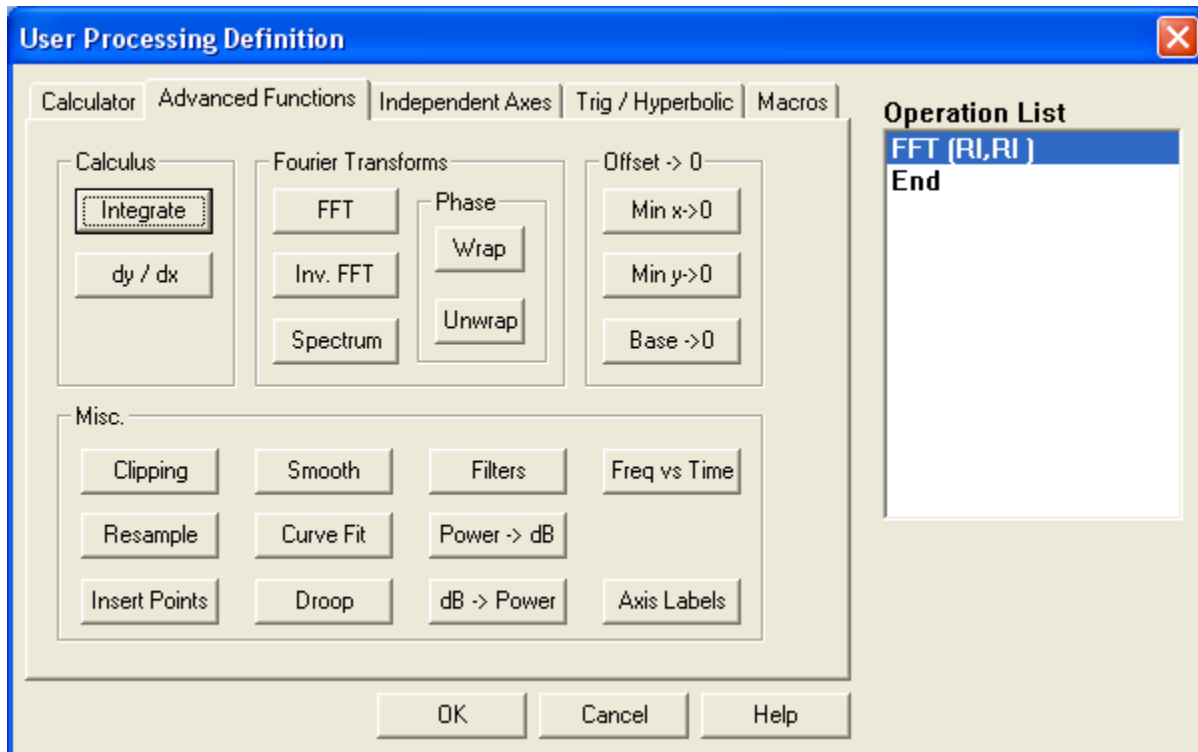 User Processing Definition
Calculator
Advanced Functions
Independent Axes
Trig / Hyperbolic
Macros
Calculus
Integrate
dy / dx
Fourier Transforms
FFT
Inv. FFT
Spectrum
Phase
Wrap
Unwrap
Offset -> 0
Min x->0
Min y->0
Base ->0
Misc.
Clipping
Smooth
Filters
Freq vs Time
Resample
Curve Fit
Power -> dB
Insert Points
Droop
dB -> Power
Axis Labels
Operation List
FFT (RI,RI )
End
OK
Cancel
Help